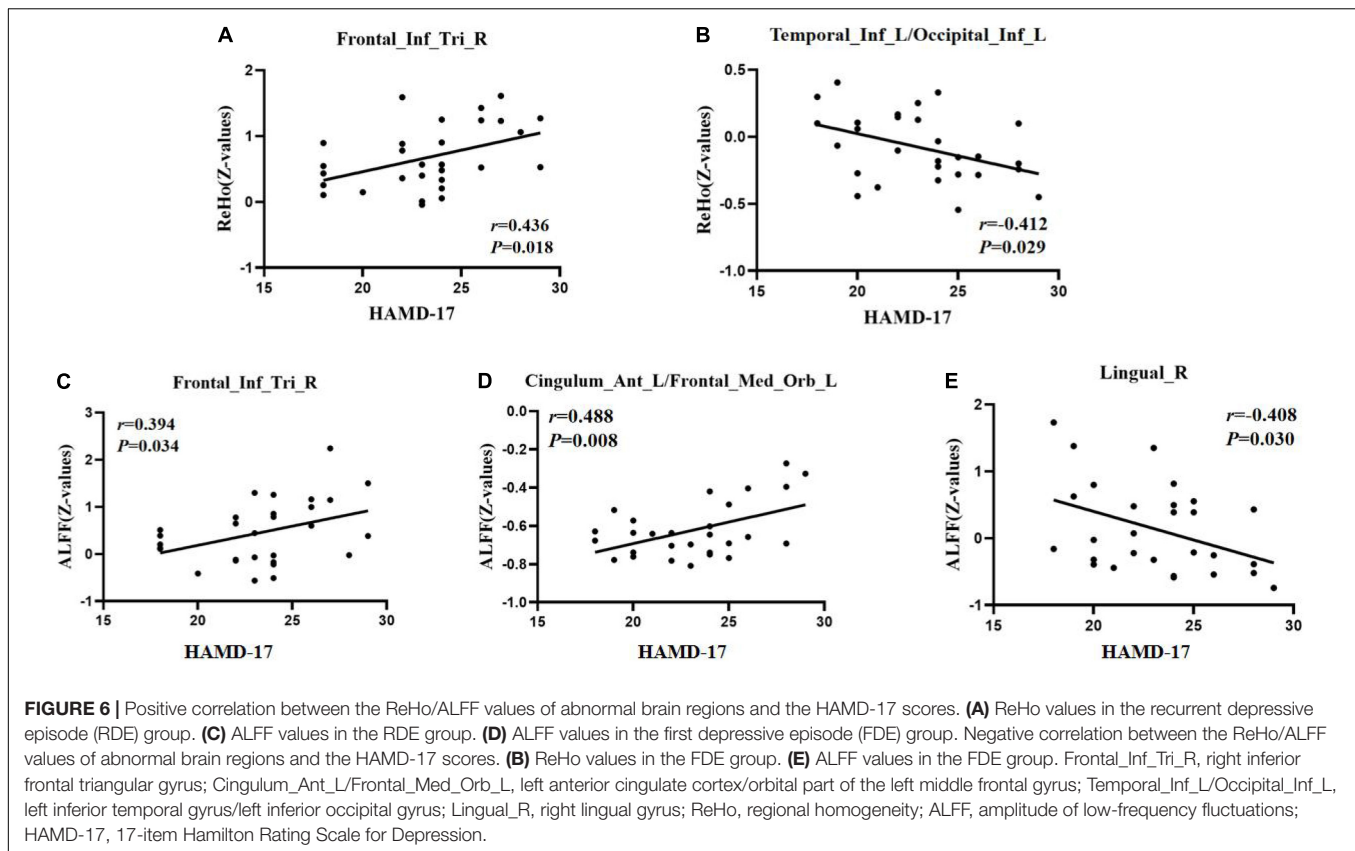 A
Frontal_Inf_Tri_R
ReHo(Z-values)
2
1
0
-1
r=0.436
P=0.018
15 20 25 30
HAMD-17
B
Temporal_Inf_L/Occipital_Inf_L
ReHo(Z-values)
0.5
0.0
-0.5
-1.0
r=-0.412
P=0.029
15 20 25 30
HAMD-17
C
Frontal_Inf_Tri_R
ALFF(Z-values)
r=0.394
P=0.034
3
2
1
0
-1
15 20 25 30
HAMD-17
D
Cingulum_Ant_L/Frontal_Med_Orb_L
ALFF(Z-values)
r=0.488
P=0.008
0.0
-0.2
-0.4
-0.6
-0.8
-1.0
15 20 25 30
HAMD-17
E
Lingual_R
ALFF(Z-values)
r=-0.408
P=0.030
2
1
0
-1
15 20 25 30
HAMD-17
FIGURE 6 | Positive correlation between the ReHo/ALFF values of abnormal brain regions and the HAMD-17 scores. (A) ReHo values in the recurrent depressive
episode (RDE) group. (C) ALFF values in the RDE group. (D) ALFF values in the first depressive episode (FDE) group. Negative correlation between the ReHo/ALFF
values of abnormal brain regions and the HAMD-17 scores. (B) ReHo values in the FDE group. (E) ALFF values in the FDE group. Frontal_Inf_Tri_R, right inferior
frontal triangular gyrus; Cingulum_Ant_L/Frontal_Med_Orb_L, left anterior cingulate cortex/orbital part of the left middle frontal gyrus; Temporal_Inf_L/Occipital_Inf_L,
left inferior temporal gyrus/left inferior occipital gyrus; Lingual_R, right lingual gyrus; ReHo, regional homogeneity; ALFF, amplitude of low-frequency fluctuations;
HAMD-17, 17-item Hamilton Rating Scale for Depression.